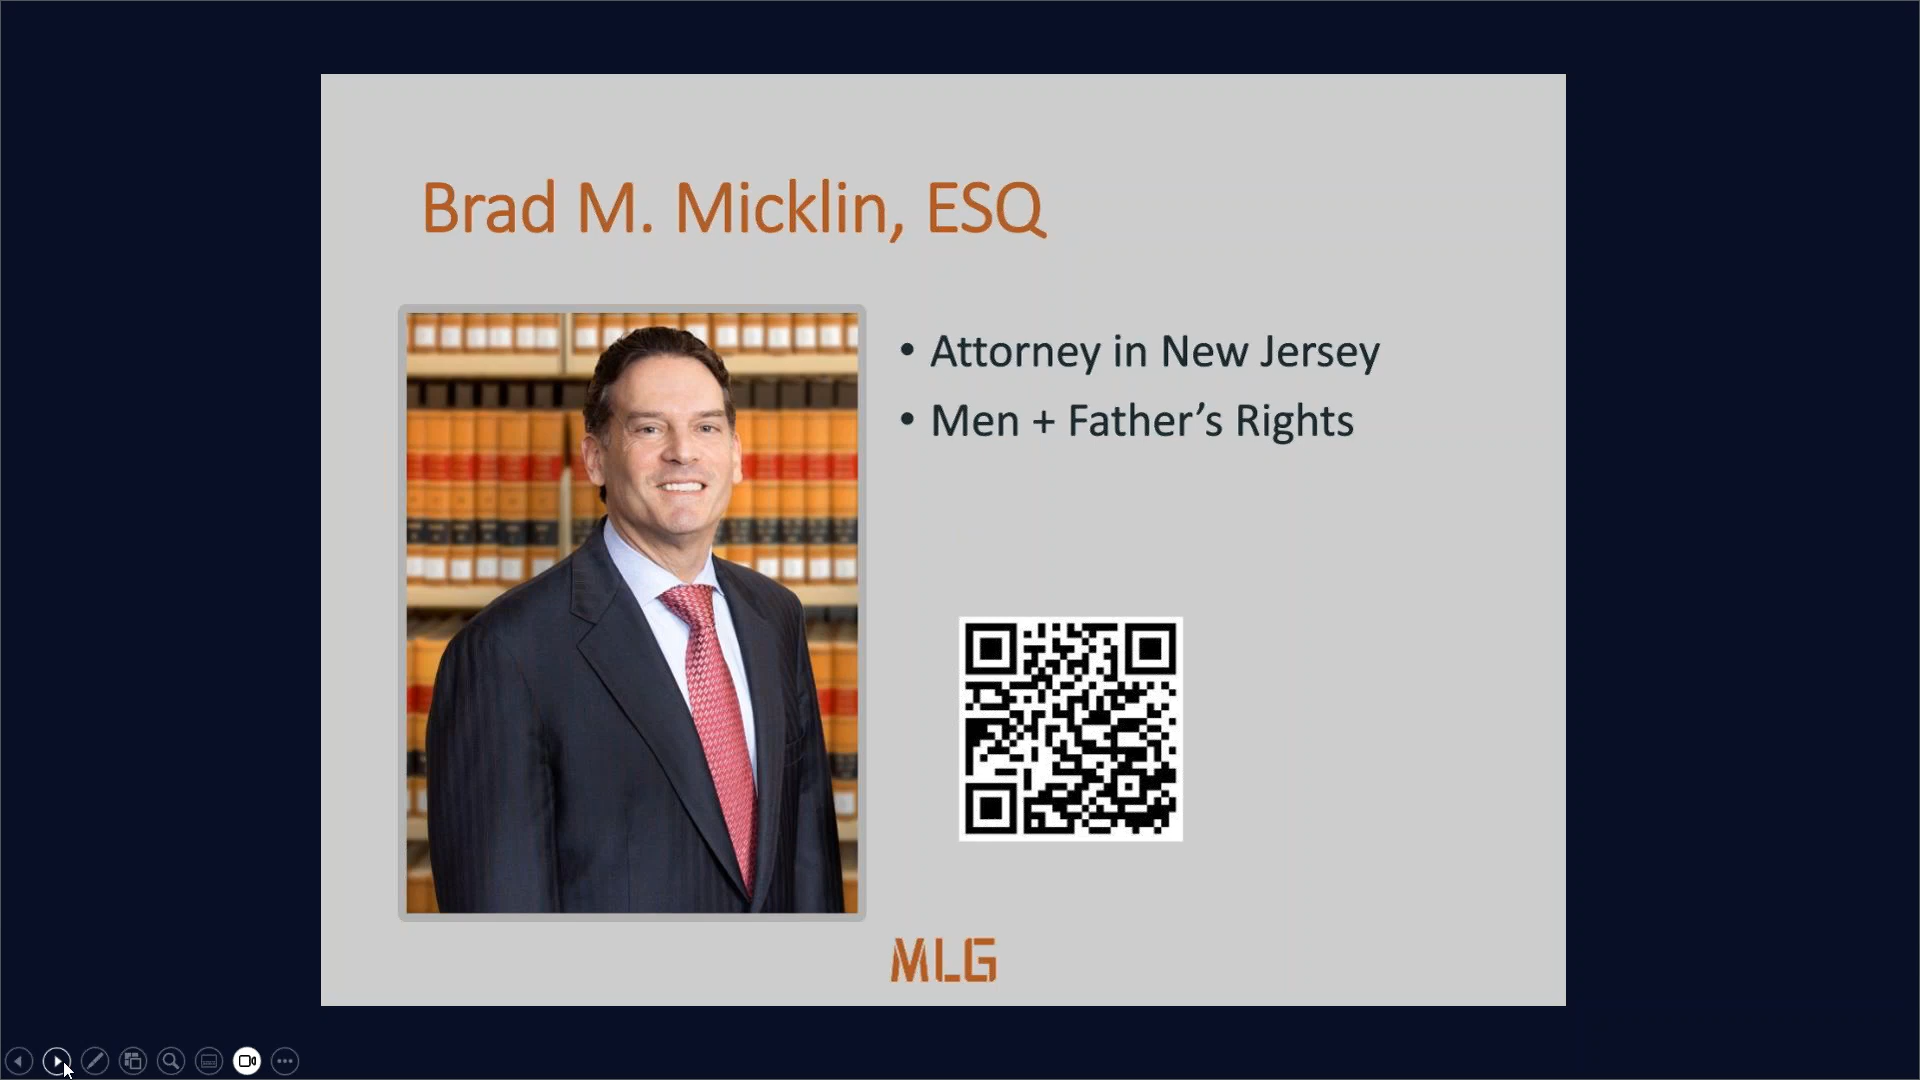 Brad M. Micklin, ESQ
• Attorney in New Jersey
• Men + Father’s Rights
MLG